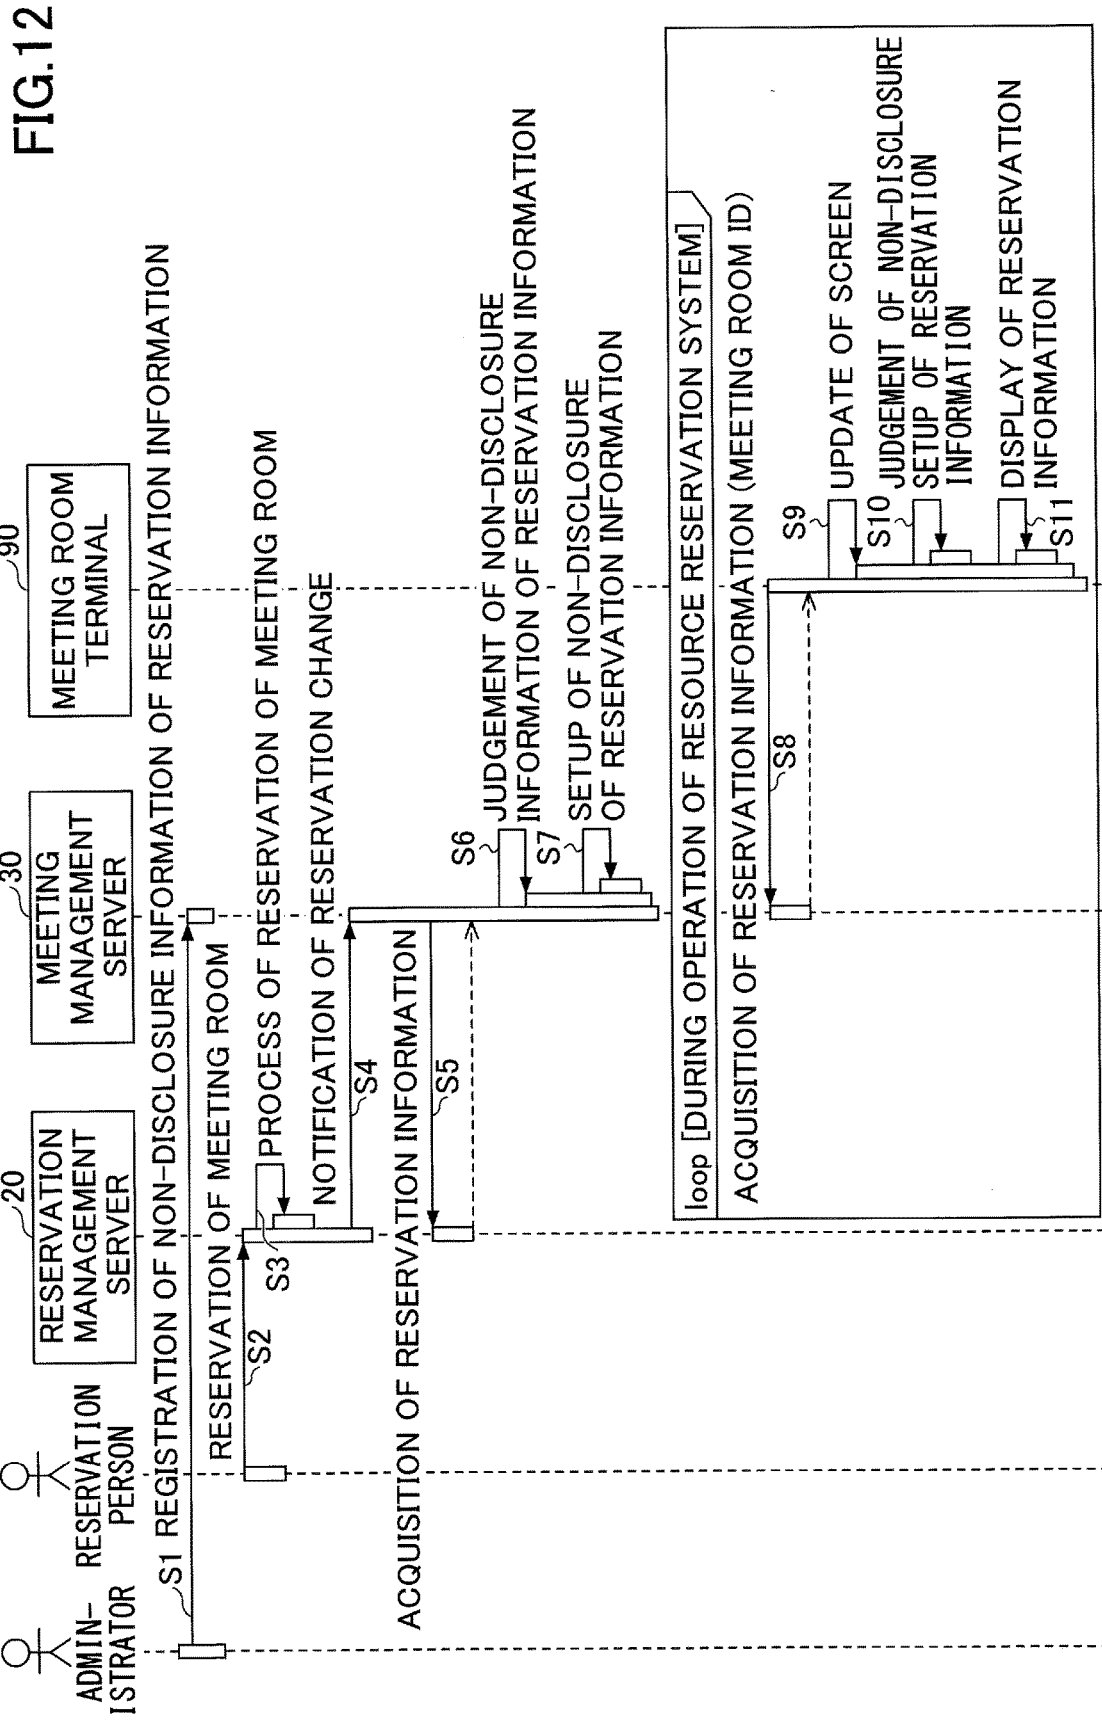 FIG.12
ADMIN-
ISTRATOR
RESERVATION
PERSON
20
RESERVATION
MANAGEMENT
SERVER
30
MEETING
MANAGEMENT
SERVER
90
MEETING ROOM
TERMINAL
S1
REGISTRATION OF NON-DISCLOSURE INFORMATION OF RESERVATION INFORMATION
RESERVATION OF MEETING ROOM
S2
S3
PROCESS OF RESERVATION OF MEETING ROOM
NOTIFICATION OF RESERVATION CHANGE
S4
ACQUISITION OF RESERVATION INFORMATION
S5
S6
JUDGEMENT OF NON-DISCLOSURE
INFORMATION OF RESERVATION INFORMATION
S7
SETUP OF NON-DISCLOSURE
OF RESERVATION INFORMATION
loop [DURING OPERATION OF RESOURCE RESERVATION SYSTEM]
ACQUISITION OF RESERVATION INFORMATION (MEETING ROOM ID)
S8
S9
UPDATE OF SCREEN
S10
JUDGEMENT OF NON-DISCLOSURE
SETUP OF RESERVATION
INFORMATION
S11
DISPLAY OF RESERVATION
INFORMATION